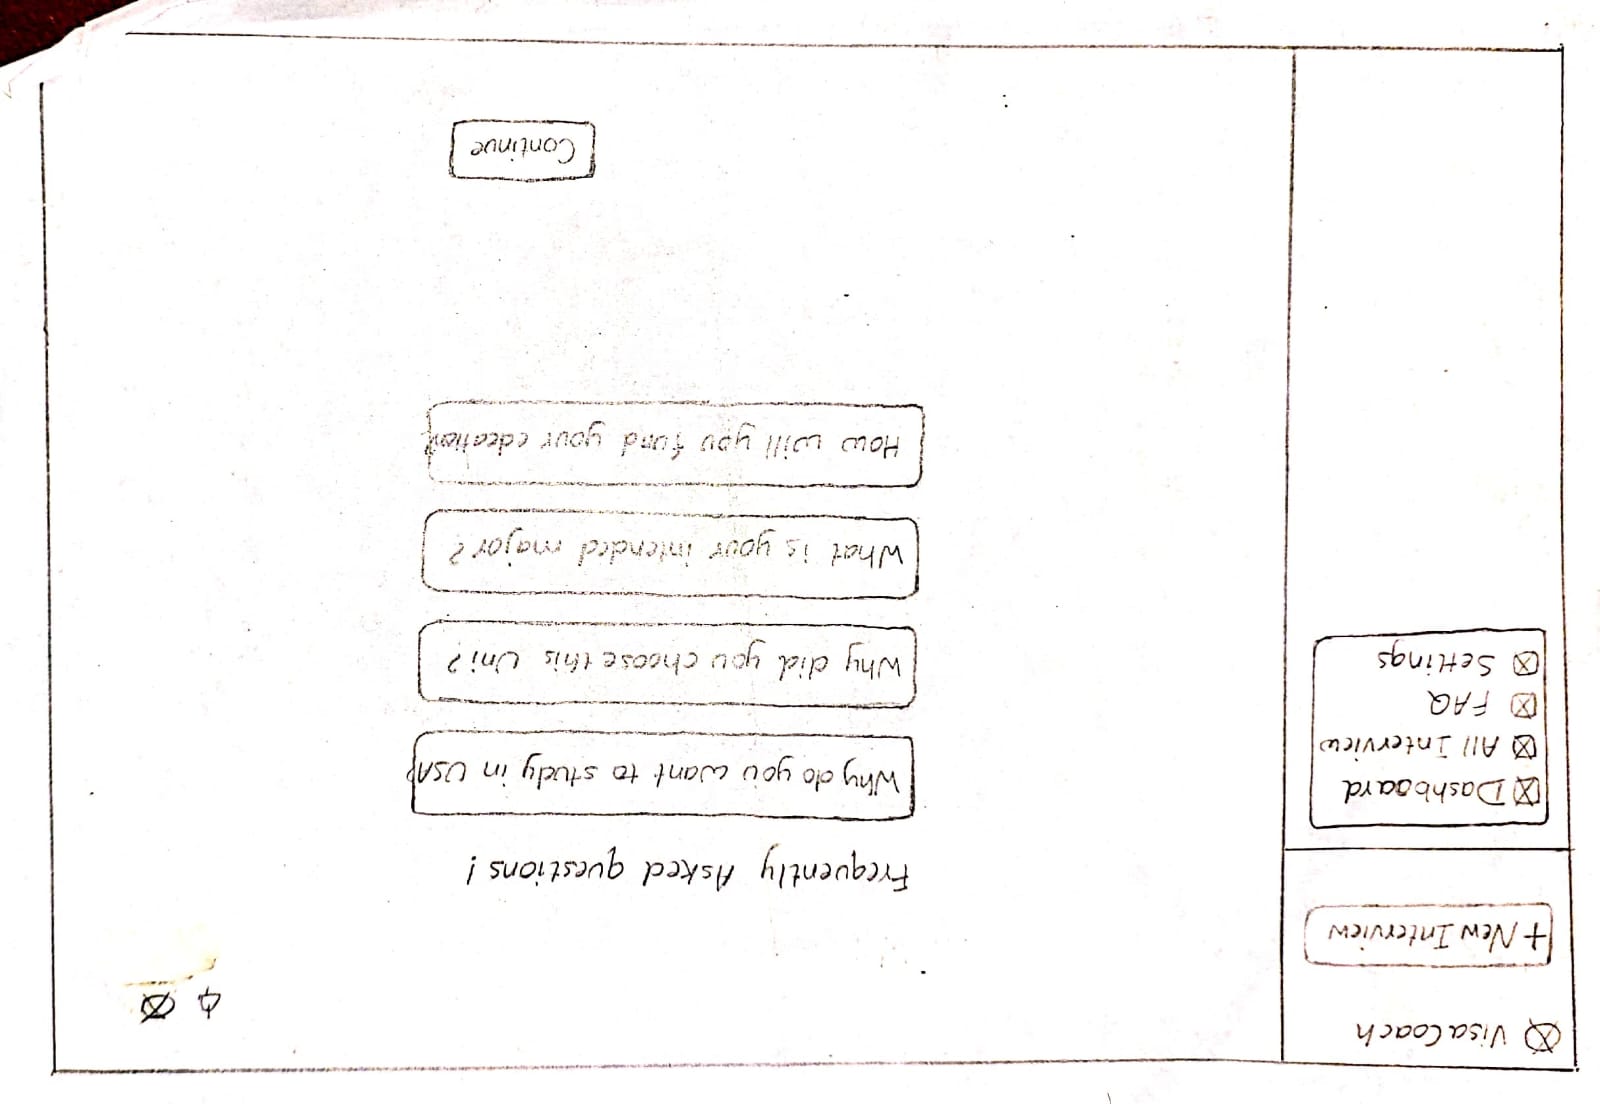 Visa Coach
+ New Interview
Dashboard
All Interview
FAQ
Settings
Frequently Asked questions!
Why do you want to study in USA?
Why did you choose this Uni?
What is your intended major?
How will you fund your edcation?
Continue